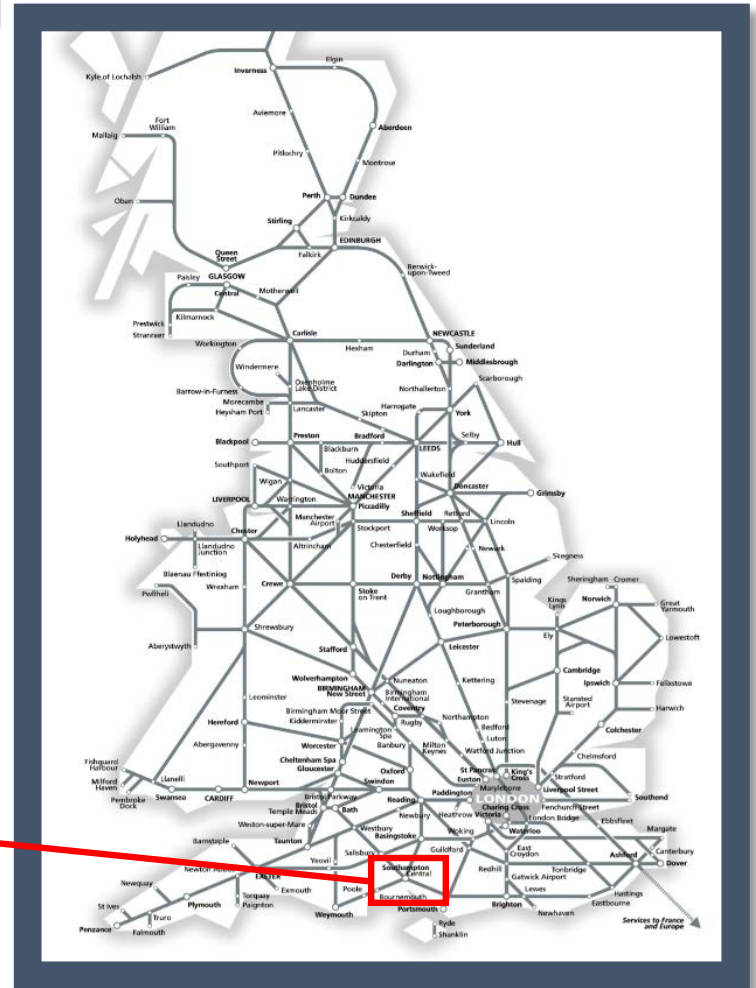 Elgin
Inverness
Kyle of Lochalsh
Aviemore
Fort
William
Aberdeen
Mallaig
Pitlochry
Montrose
Perth
Dundee
Oban
Kirkcaldy
Stirling
EDINBURGH
Queen
Street
Falkirk
Berwick-
upon-Tweed
Paisley
GLASGOW
Central
Motherwell
Prestwick
Kilmarnock
Stranraer
Carlisle
NEWCASTLE
Workington
Hexham
Sunderland
Durham
Darlington
Middlesbrough
Windermere
Scarborough
Oxenholme
Lake District
Barrow-in-Furness
Northallerton
Morecambe
Heysham Port
Lancaster
Harrogate
York
Skipton
Blackpool
Preston
Bradford
LEEDS
Selby
Hull
Blackburn
Southport
Huddersfield
Bolton
Wakefield
Wigan
Victoria
MANCHESTER
Piccadilly
Doncaster
Grimsby
LIVERPOOL
Warrington
Manchester
Airport
Sheffield
Retford
Lincoln
Llandudno
Chester
Stockport
Worksop
Holyhead
Llandudno
Junction
Altrincham
Chesterfield
Newark
Skegness
Blaenau Ffestiniog
Wrexham
Crewe
Stoke
on Trent
Derby
Nottingham
Spalding
Sheringham
Cromer
Pwllheli
Grantham
Kings
Lynn
Norwich
Great
Yarmouth
Loughborough
Shrewsbury
Peterborough
Ely
Lowestoft
Aberystwyth
Stafford
Leicester
Cambridge
Wolverhampton
BIRMINGHAM
New Street
Nuneaton
Birmingham
International
Kettering
Ipswich
Felixstowe
Leominster
Birmingham Moor Street
Coventry
Stevenage
Stansted
Airport
Harwich
Kidderminster
Rugby
Northampton
Hereford
Leamington
Spa
Bedford
Colchester
Worcester
Banbury
Milton
Keynes
Luton
Abergavenny
Watford Junction
Chelmsford
Fishguard
Harbour
Cheltenham Spa
Gloucester
Oxford
St Pancras
King's
Cross
Stratford
Milford
Haven
Llanelli
Swindon
Euston
Marylebone
Liverpool Street
Pembroke
Dock
Swansea
CARDIFF
Newport
Bristol Parkway
Reading
Paddington
LONDON
Southend
Bristol
Temple Meads
Bath
Newbury
Heathrow
Charing Cross
Victoria
Fenchurch Street
London Bridge
Ebbsfleet
Weston-super-Mare
Westbury
Basingstoke
Woking
Waterloo
Margate
Barnstaple
Taunton
Salisbury
Guildford
East
Croydon
Canterbury
Yeovil
Southampton
Central
Redhill
Tonbridge
Ashford
Dover
Newton Abbot
EXETER
Gatwick Airport
Newquay
Exmouth
Poole
Bournemouth
Lewes
Hastings
St Ives
Plymouth
Torquay
Paignton
Weymouth
Portsmouth
Brighton
Newhaven
Eastbourne
Truro
Ryde
Services to France
and Europe
Penzance
Falmouth
Shanklin